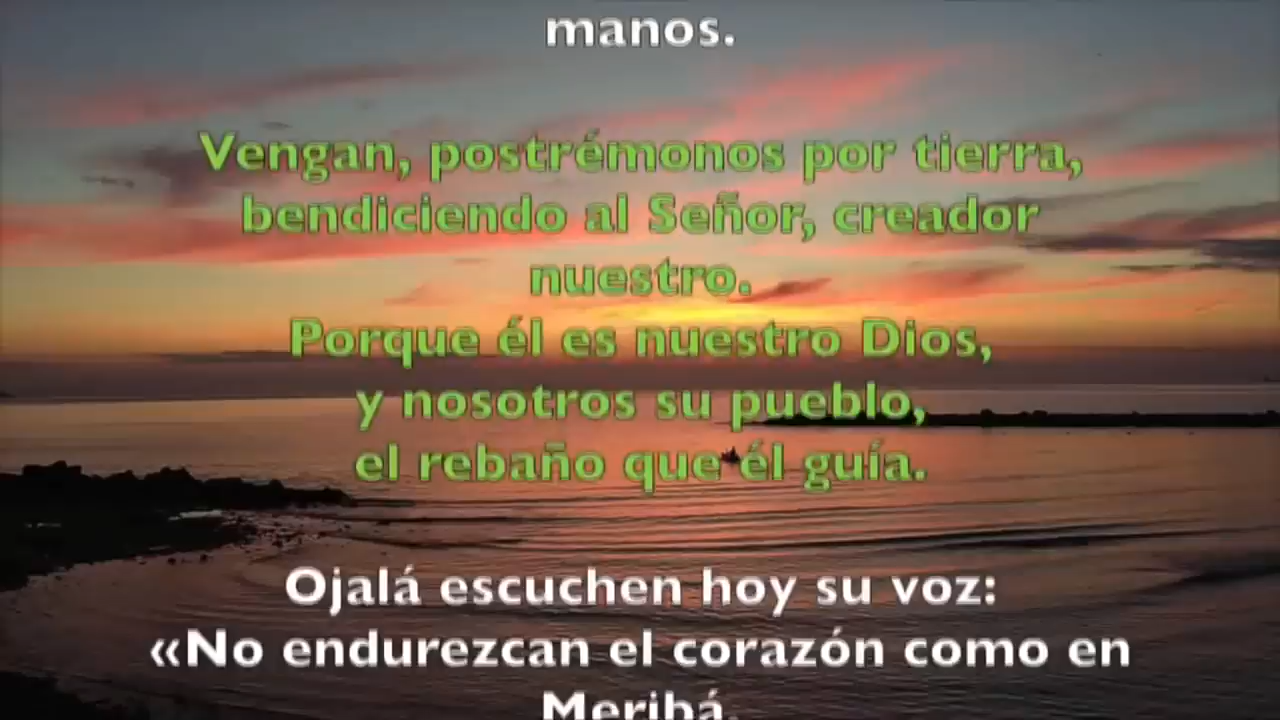 manos.
Vengan, postrémonos por tierra,
bendiciendo al Señor, creador
nuestro.
Porque él es nuestro Dios,
y nosotros su pueblo,
el rebaño que él guía.
Ojalá escuchen hoy su voz:
«No endurezcan el corazón como en
Meribá,